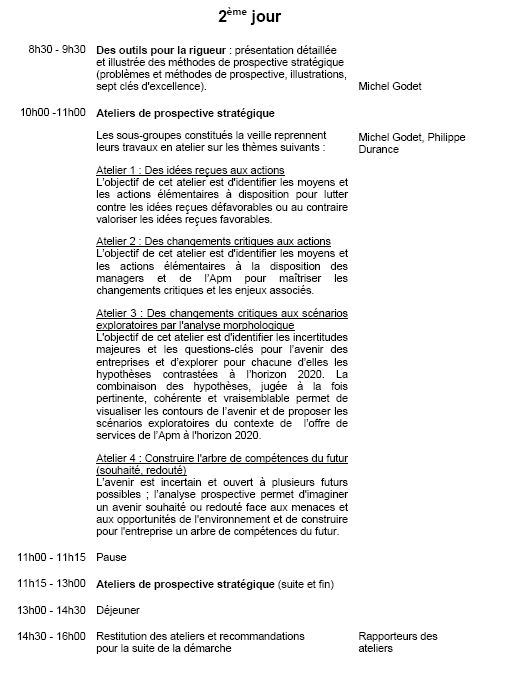 2ème jour
8h30 - 9h30 Des outils pour la rigueur : présentation détaillée
et illustrée des méthodes de prospective stratégique
(problèmes et méthodes de prospective, illustrations,
sept clés d'excellence). Michel Godet
10h00 -11h00 Ateliers de prospective stratégique
Les sous-groupes constitués la veille reprennent Michel Godet, Philippe
leurs travaux en atelier sur les thèmes suivants : Durance
Atelier 1 : Des idées reçues aux actions
L'objectif de cet atelier est d'identifier les moyens et
les actions élémentaires à disposition pour lutter
contre les idées reçues défavorables ou au contraire
valoriser les idées reçues favorables.
Atelier 2 : Des changements critiques aux actions
L'objectif de cet atelier est d'identifier les moyens et
les actions élémentaires à la disposition des
managers et de l'Apm pour maîtriser les
changements critiques et les enjeux associés.
Atelier 3 : Des changements critiques aux scénarios
exploratoires par l'analyse morphologique
L'objectif de cet atelier est d'identifier les incertitudes
majeures et les questions-clés pour l'avenir des
entreprises et d'explorer pour chacune d'elles les
hypothèses contrastées à l'horizon 2020. La
combinaison des hypothèses, jugée à la fois
pertinente, cohérente et vraisemblable permet de
visualiser les contours de l'avenir et de proposer les
scénarios exploratoires du contexte de l'offre de
services de l'Apm à l'horizon 2020.
Atelier 4 : Construire l'arbre de compétences du futur
(souhaité, redouté)
L'avenir est incertain et ouvert à plusieurs futurs
possibles ; l'analyse prospective permet d'imaginer
un avenir souhaité ou redouté face aux menaces et
aux opportunités de l'environnement et de construire
pour l'entreprise un arbre de compétences du futur.
11h00 - 11h15 Pause
11h15 - 13h00 Ateliers de prospective stratégique (suite et fin)
13h00 - 14h30 Déjeuner
14h30 - 16h00 Restitution des ateliers et recommandations Rapporteurs des
pour la suite de la démarche ateliers